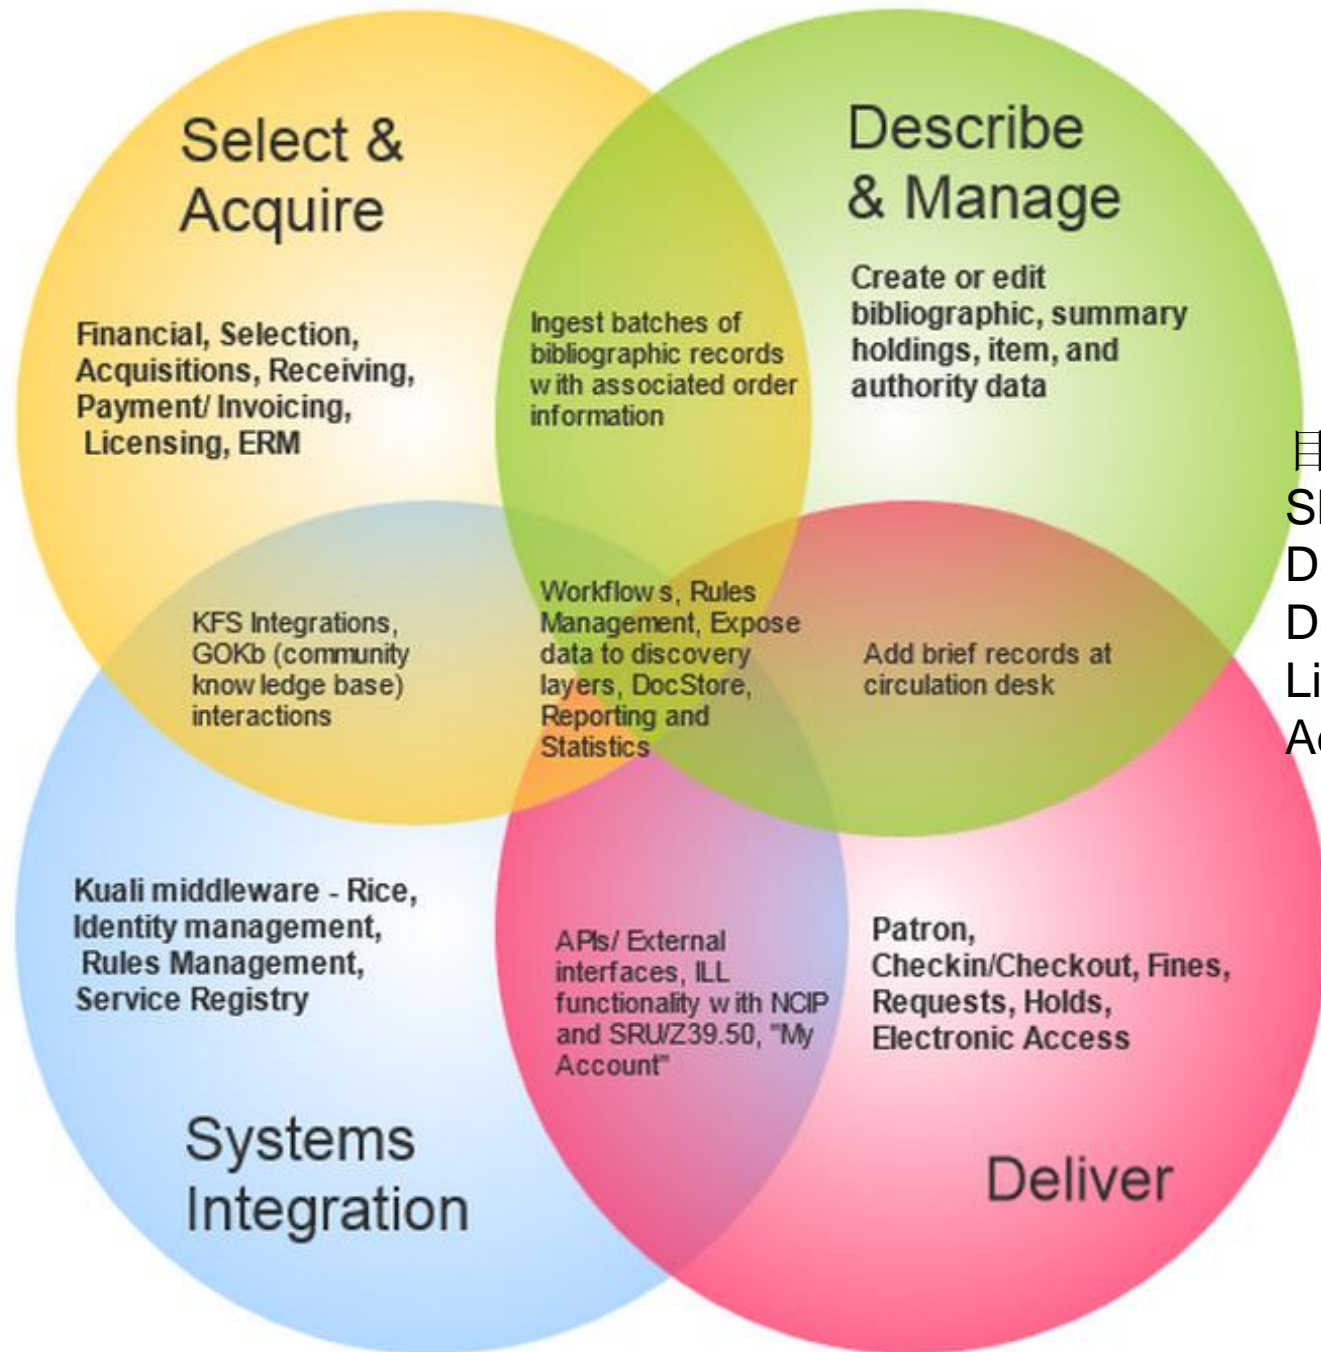 Select &
Acquire
Financial, Selection,
Acquisitions, Receiving,
Payment/ Invoicing,
Licensing, ERM
Describe
& Manage
Create or edit
bibliographic, summary
holdings, item, and
authority data
Ingest batches of
bibliographic records
with associated order
information
KFS Integrations,
GOKb (community
knowledge base)
interactions
Workflows, Rules
Management, Expose
data to discovery
layers, DocStore,
Reporting and
Statistics
Add brief records at
circulation desk
Kuali middleware - Rice,
Identity management,
Rules Management,
Service Registry
Systems
Integration
APIs/ External
interfaces, ILL
functionality with NCIP
and SRU/Z39.50, "My
Account"
Patron,
Checkin/Checkout, Fines,
Requests, Holds,
Electronic Access
Deliver